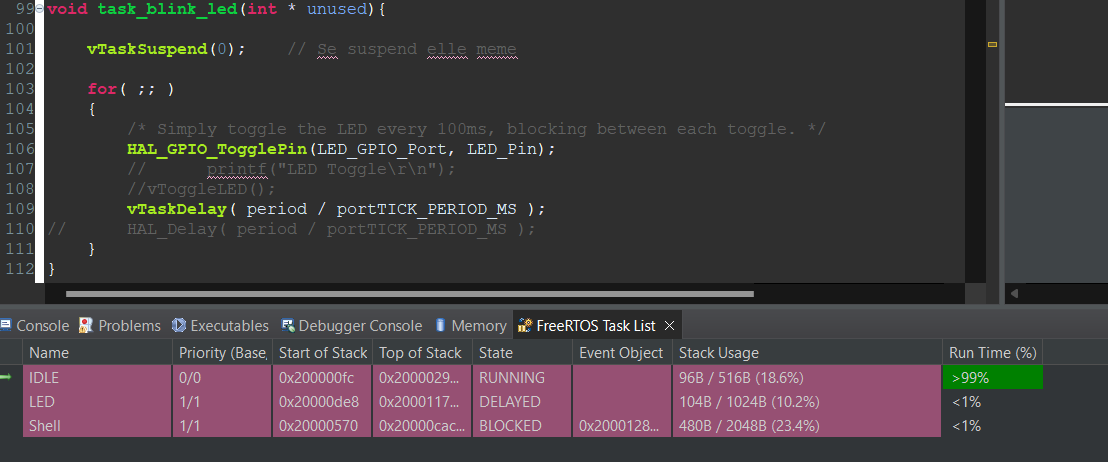 99 void task_blink_led(int * unused){
100
101 vTaskSuspend(0); // Se suspend elle meme
102
103 for( ;; )
104 {
105 /* Simply toggle the LED every 100ms, blocking between each toggle. */
106 HAL_GPIO_TogglePin(LED_GPIO_Port, LED_Pin);
107 // printf("LED Toggle\r\n");
108 //vToggleLED();
109 vTaskDelay( period / portTICK_PERIOD_MS );
110 // HAL_Delay( period / portTICK_PERIOD_MS );
111 }
112 }
Console Problems Executables Debugger Console Memory FreeRTOS Task List
Name Priority (Base, Start of Stack Top of Stack State Event Object Stack Usage Run Time (%)
IDLE 0/0 0x200000fc 0x2000029... RUNNING 96B / 516B (18.6%) >99%
LED 1/1 0x20000de8 0x2000117... DELAYED 104B / 1024B (10.2%) <1%
Shell 1/1 0x20000570 0x20000cac... BLOCKED 0x2000128... 480B / 2048B (23.4%) <1%